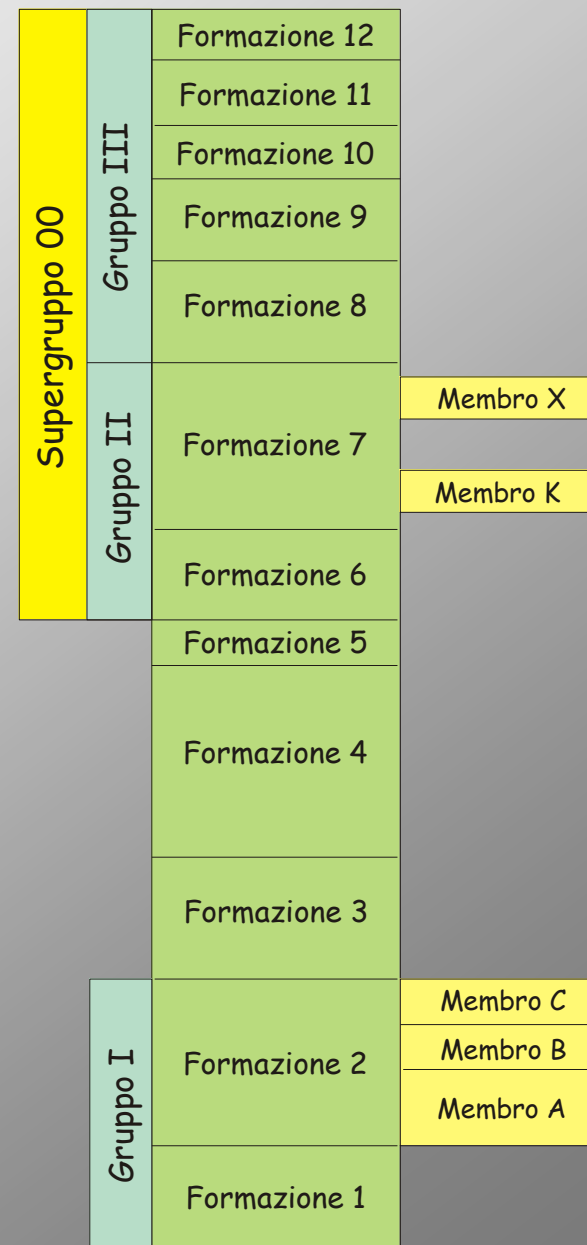 Supergruppo OO
Gruppo III
Gruppo II
Gruppo I
Formazione 12
Formazione 11
Formazione 10
Formazione 9
Formazione 8
Formazione 7
Formazione 6
Formazione 5
Formazione 4
Formazione 3
Formazione 2
Formazione 1
Membro X
Membro K
Membro C
Membro B
Membro A